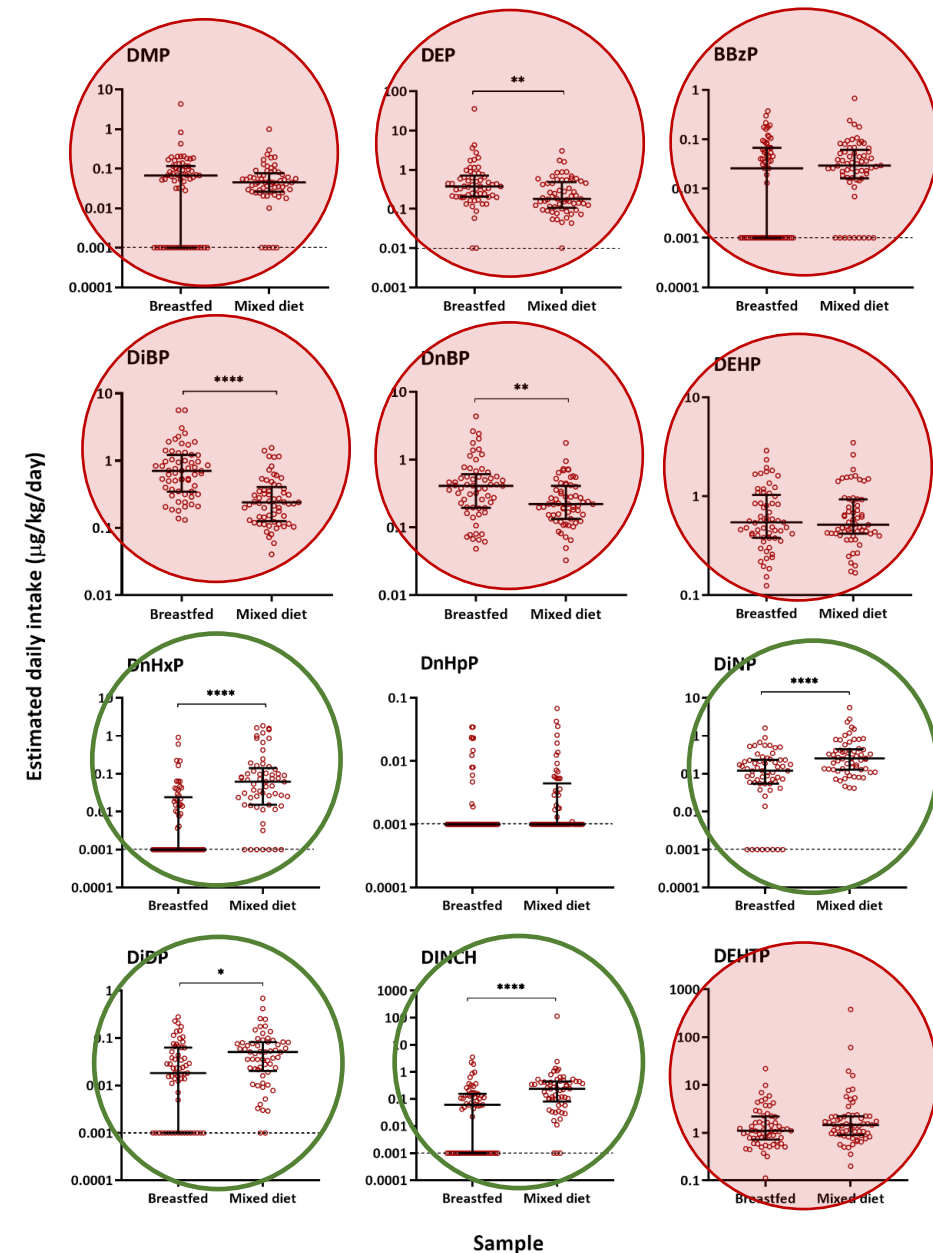 Estimated daily intake (µg/kg/day)
DMP
10
1
0.1
0.01
0.001
0.0001
Breastfed
Mixed diet
DEP
**
100
10
1
0.1
0.01
0.001
Breastfed
Mixed diet
BBzP
1
0.1
0.01
0.001
0.0001
Breastfed
Mixed diet
DiBP
****
10
1
0.1
0.01
Breastfed
Mixed diet
DnBP
**
10
1
0.1
0.01
Breastfed
Mixed diet
DEHP
10
1
0.1
Breastfed
Mixed diet
DnHxP
****
10
1
0.1
0.01
0.001
0.0001
Breastfed
Mixed diet
DnHpP
0.1
0.01
0.001
0.0001
Breastfed
Mixed diet
DiNP
****
10
1
0.1
0.01
0.001
0.0001
Breastfed
Mixed diet
DiDP
*
1
0.1
0.01
0.001
0.0001
Breastfed
Mixed diet
DINCH
****
1000
100
10
1
0.1
0.01
0.001
0.0001
Breastfed
Mixed diet
DEHTP
1000
100
10
1
0.1
Breastfed
Mixed diet
Sample